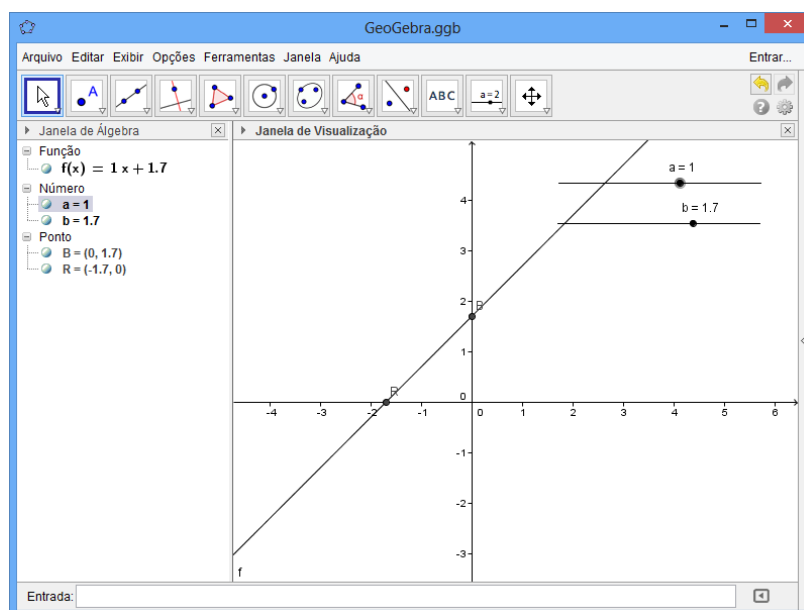 GeoGebra.ggb
Arquivo Editar Exibir Opções Ferramentas Janela Ajuda Entrar...
A α ABC a=2
Janela de Álgebra
Janela de Visualização
Função
f(x) = 1 x + 1.7
Número
a = 1
b = 1.7
Ponto
B = (0, 1.7)
R = (-1.7, 0)
a = 1
b = 1.7
4
3
2
B
1
R
0
-4 -3 -2 -1 0 1 2 3 4 5 6
-1
-2
-3
f
Entrada: